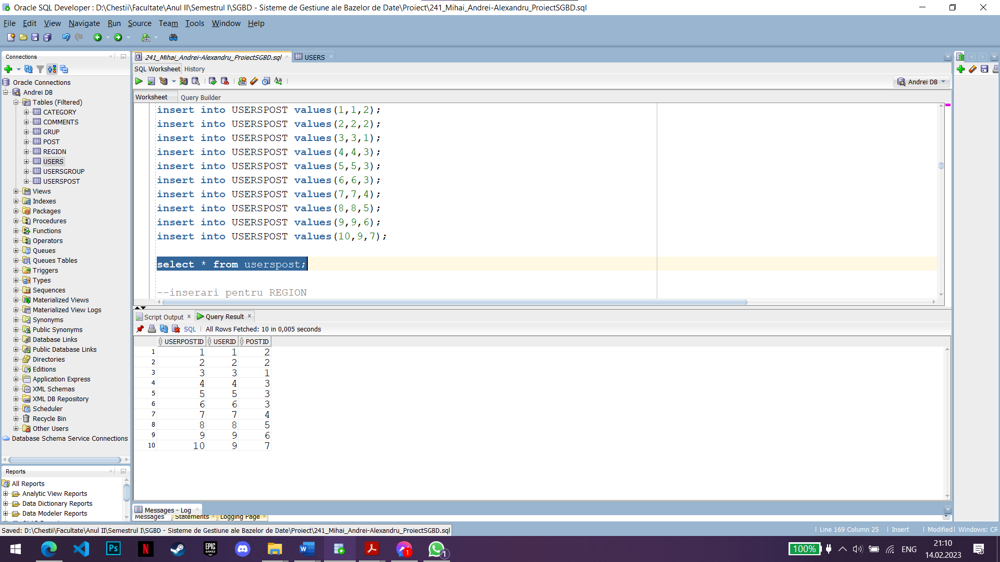 Oracle SQL Developer : D:\Chestii\Facultate\Anul II\Semestrul I\SGBD - Sisteme de Gestiune ale Bazelor de Date\Proiect\241_Mihai_Andrei-Alexandru_ProiectSGBD.sql
File Edit View Navigate Run Source Team Tools Window Help
Connections
Oracle Connections
Andrei DB
Tables (Filtered)
CATEGORY
COMMENTS
GRUP
POST
REGION
USERS
USERSGROUP
USERSPOST
Views
Indexes
Packages
Procedures
Functions
Operators
Queues
Queues Tables
Triggers
Types
Sequences
Materialized Views
Materialized View Logs
Synonyms
Public Synonyms
Database Links
Public Database Links
Directories
Editions
Application Express
XML Schemas
XML DB Repository
Scheduler
Recycle Bin
Other Users
Database Schema Service Connections
Reports
All Reports
Analytic View Reports
Data Dictionary Reports
Data Modeler Reports
241_Mihai_Andrei-Alexandru_ProiectSGBD.sql USERS
SQL Worksheet History
Andrei DB
Worksheet Query Builder
insert into USERSPOST values(1,1,2);
insert into USERSPOST values(2,2,2);
insert into USERSPOST values(3,3,1);
insert into USERSPOST values(4,4,3);
insert into USERSPOST values(5,5,3);
insert into USERSPOST values(6,6,3);
insert into USERSPOST values(7,7,4);
insert into USERSPOST values(8,8,5);
insert into USERSPOST values(9,9,6);
insert into USERSPOST values(10,9,7);
select * from userspost;
--inserari pentru REGION
Script Output x Query Result x
SQL | All Rows Fetched: 10 in 0,005 seconds
USERPOSTID USERID POSTID
1 1 1 2
2 2 2 2
3 3 3 1
4 4 4 3
5 5 5 3
6 6 6 3
7 7 7 4
8 8 8 5
9 9 9 6
10 10 9 7
Messages - Log
Messages Statements Logging Page
Saved: D:\Chestii\Facultate\Anul II\Semestrul I\SGBD - Sisteme de Gestiune ale Bazelor de Date\Proiect\241_Mihai_Andrei-Alexandru_ProiectSGBD.sql
Line 169 Column 25 | Insert | Modified | Windows: CR
Ps N EPIC GAMES W 1 1
100% ENG 21:10
14.02.2023